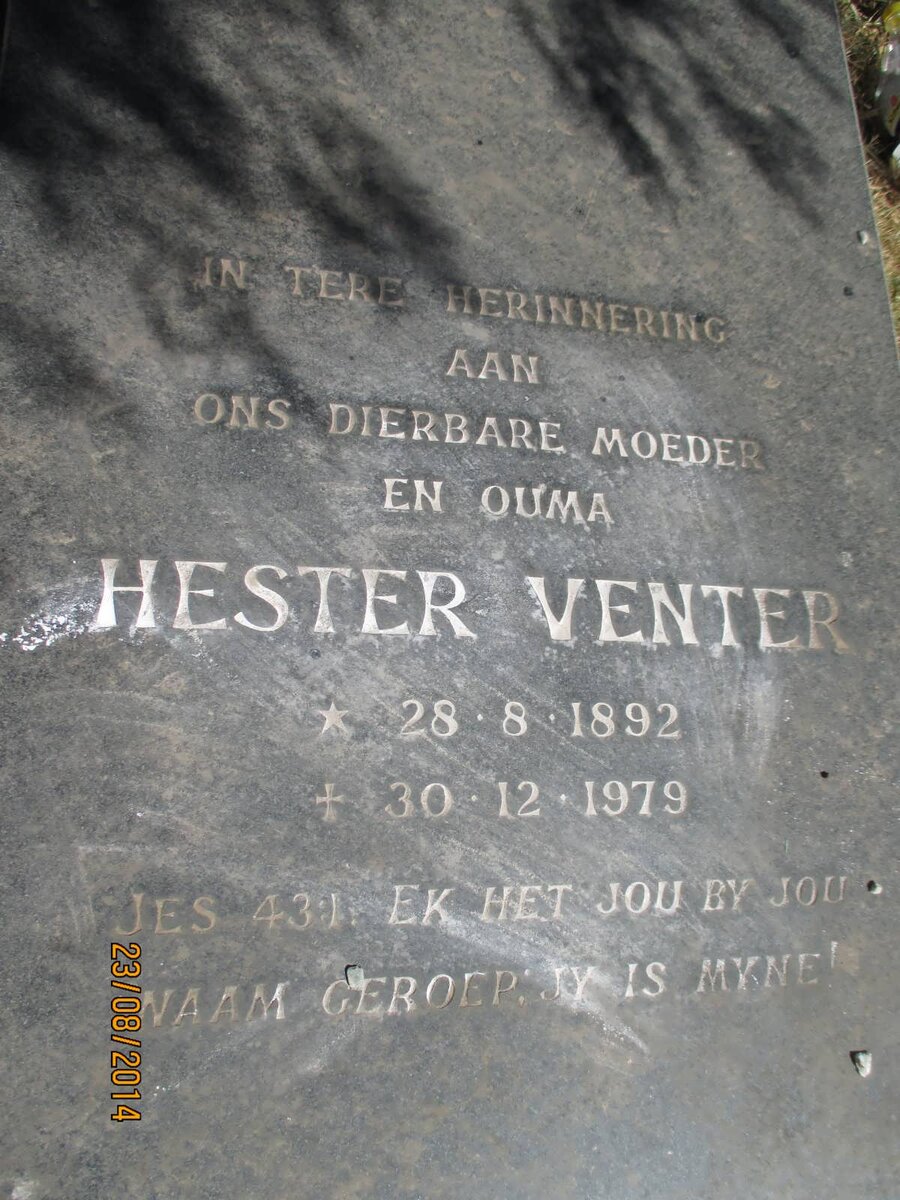 IN TERE HERINNERING
AAN
ONS DIERBARE MOEDER
EN OUMA
HESTER VENTER
★ 28·8·1892
✝ 30·12·1979
JES 43:1. EK HET JOU BY JOU
NAAM GEROEP; JY IS MYNE!
23/08/2014